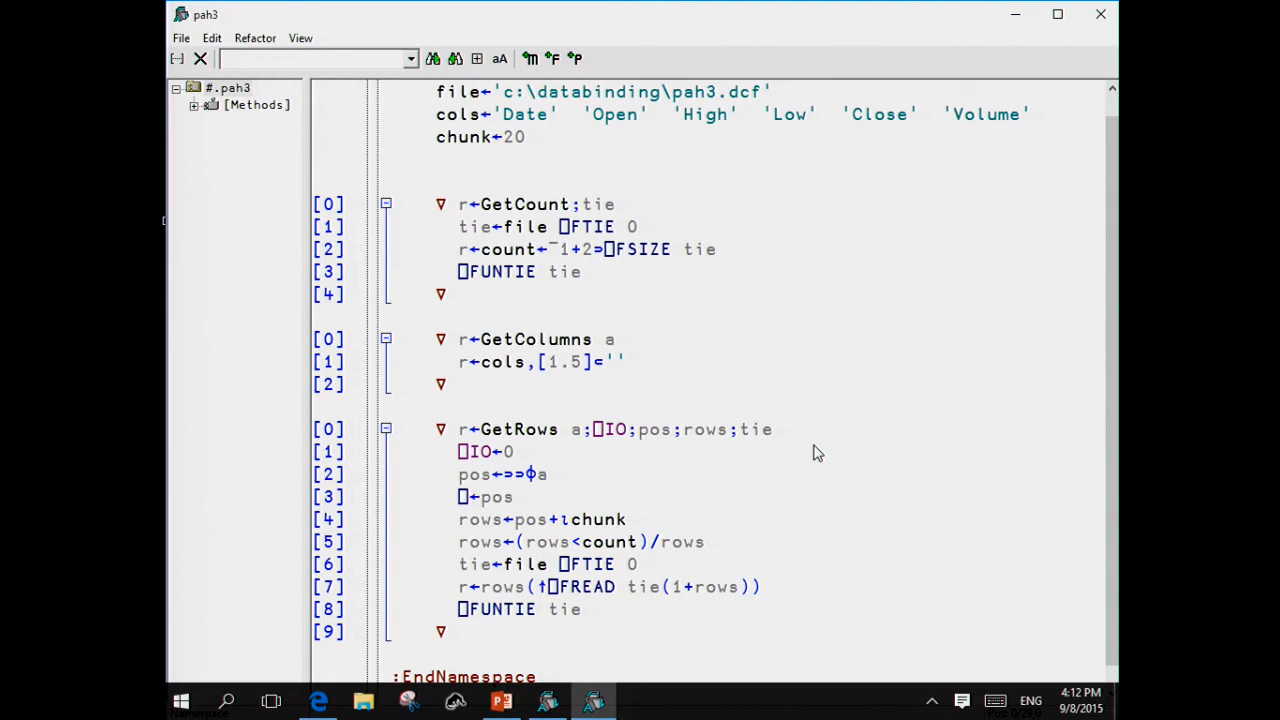 pah3
File Edit Refactor View
aA ⁺M ⁺F ⁺P
#.pah3
[Methods]
file←'c:\databinding\pah3.dcf'
cols←'Date' 'Open' 'High' 'Low' 'Close' 'Volume'
chunk←20
[0] ∇ r←GetCount;tie
[1] tie←file ⎕FTIE 0
[2] r←count←¯1+2⊃⎕FSIZE tie
[3] ⎕FUNTIE tie
[4] ∇
[0] ∇ r←GetColumns a
[1] r←cols,[1.5]⊂''
[2] ∇
[0] ∇ r←GetRows a;⎕IO;pos;rows;tie
[1] ⎕IO←0
[2] pos←⊃⊃⌽a
[3] ⎕←pos
[4] rows←pos+⍳chunk
[5] rows←(rows<count)/rows
[6] tie←file ⎕FTIE 0
[7] r←rows(↑⎕FREAD tie(1+rows))
[8] ⎕FUNTIE tie
[9] ∇
:EndNamespace
ENG
4:12 PM
9/8/2015